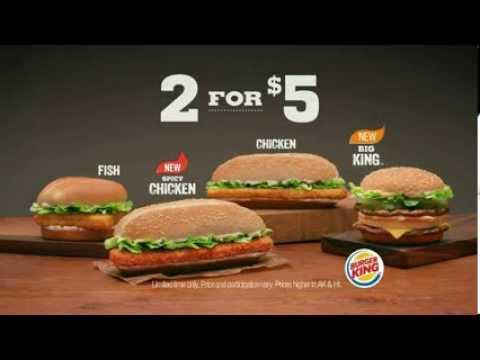 2 FOR $5
FISH
NEW
SPICY
CHICKEN
CHICKEN
NEW
BIG
KING
BURGER
KING
Limited time only. Price and participation vary. Prices higher in AK & HI.